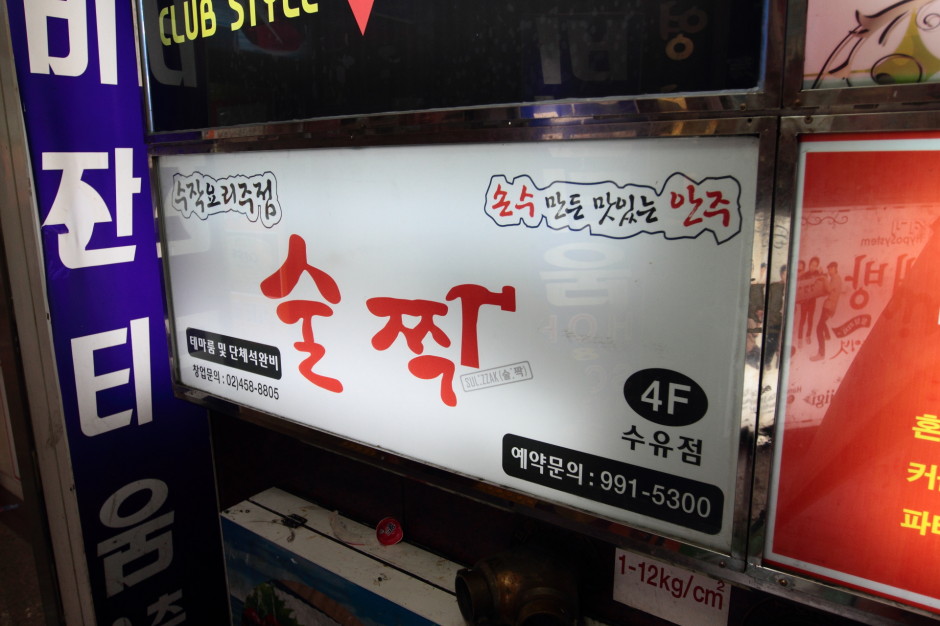 CLUB STYLE
비
잔
티
움
수작요리주점
손수 만든 맛있는 안주
술짝
SUL;ZZAK(술;짝)
테마룸 및 단체석완비
창업문의 : 02)458-8805
4F
수유점
예약문의 : 991-5300
1-12kg/cm²